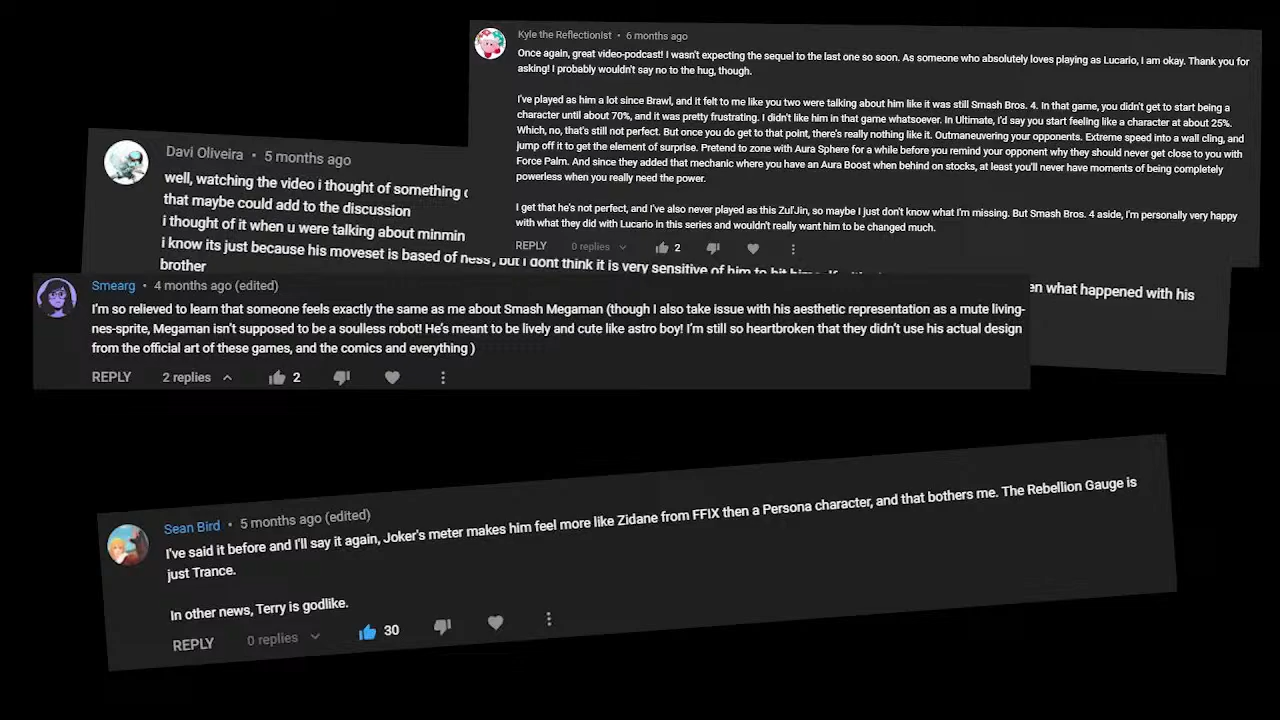 Kyle the Reflectionist • 6 months ago
Once again, great video-podcast! I wasn't expecting the sequel to the last one so soon. As someone who absolutely loves playing as Lucario, I am okay. Thank you for
asking! I probably wouldn't say no to the hug, though.
I've played as him a lot since Brawl, and it felt to me like you two were talking about him like it was still Smash Bros. 4. In that game, you didn't get to start being a
character until about 70%, and it was pretty frustrating. I didn't like him in that game whatsoever. In Ultimate, I'd say you start feeling like a character at about 25%.
Which, no, that's still not perfect. But once you do get to that point, there's really nothing like it. Outmaneuvering your opponents. Extreme speed into a wall cling, and
jump off it to get the element of surprise. Pretend to zone with Aura Sphere for a while before you remind your opponent why they should never get close to you with
Force Palm. And since they added that mechanic where you have an Aura Boost when behind on stocks, at least you'll never have moments of being completely
powerless when you really need the power.
I get that he's not perfect, and I've also never played as this Zul'Jin, so maybe I just don't know what I'm missing. But Smash Bros. 4 aside, I'm personally very happy
with what they did with Lucario in this series and wouldn't really want him to be changed much.
REPLY 0 replies 2
Davi Oliveira • 5 months ago
well, watching the video i thought of something
that maybe could add to the discussion
i thought of it when u were talking about minmin
i know its just because his moveset is based of ness, but i dont think it is very sensitive of him to hit
en what happened with his
brother
Smearg • 4 months ago (edited)
I'm so relieved to learn that someone feels exactly the same as me about Smash Megaman (though I also take issue with his aesthetic representation as a mute living-
nes-sprite, Megaman isn't supposed to be a soulless robot! He's meant to be lively and cute like astro boy! I'm still so heartbroken that they didn't use his actual design
from the official art of these games, and the comics and everything )
REPLY 2 replies 2
Sean Bird • 5 months ago (edited)
I've said it before and I'll say it again, Joker's meter makes him feel more like Zidane from FFIX then a Persona character, and that bothers me. The Rebellion Gauge is
just Trance.
In other news, Terry is godlike.
REPLY 0 replies 30